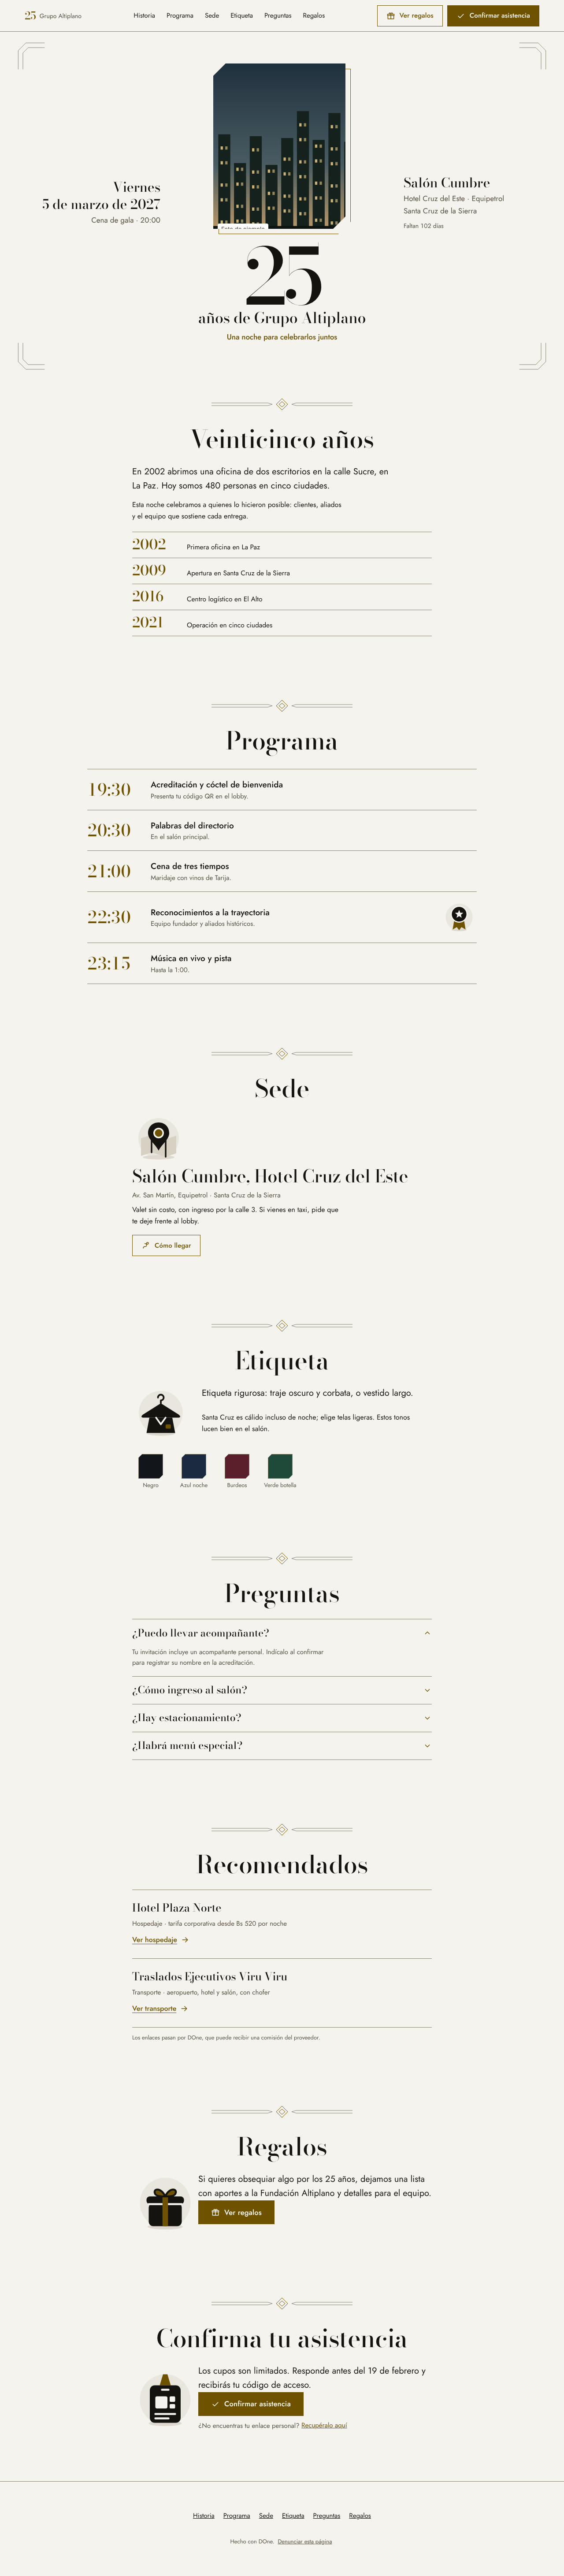 25 Grupo Altiplano
Historia Programa Sede Etiqueta Preguntas Regalos
Ver regalos
Confirmar asistencia
Viernes
5 de marzo de 2027
Cena de gala · 20:00
Salón Cumbre
Hotel Cruz del Este · Equipetrol
Santa Cruz de la Sierra
Faltan 102 días
25
años de Grupo Altiplano
Una noche para celebrarlos juntos
Veinticinco años
En 2002 abrimos una oficina de dos escritorios en la calle Sucre, en
La Paz. Hoy somos 480 personas en cinco ciudades.
Esta noche celebramos a quienes lo hicieron posible: clientes, aliados
y el equipo que sostiene cada entrega.
2002 Primera oficina en La Paz
2009 Apertura en Santa Cruz de la Sierra
2016 Centro logístico en El Alto
2021 Operación en cinco ciudades
Programa
19:30 Acreditación y cóctel de bienvenida
Presenta tu código QR en el lobby.
20:30 Palabras del directorio
En el salón principal.
21:00 Cena de tres tiempos
Maridaje con vinos de Tarija.
22:30 Reconocimientos a la trayectoria
Equipo fundador y aliados históricos.
23:15 Música en vivo y pista
Hasta la 1:00.
Sede
Salón Cumbre, Hotel Cruz del Este
Av. San Martín, Equipetrol · Santa Cruz de la Sierra
Valet sin costo, con ingreso por la calle 3. Si vienes en taxi, pide que
te deje frente al lobby.
Cómo llegar
Etiqueta
Etiqueta rigurosa: traje oscuro y corbata, o vestido largo.
Santa Cruz es cálido incluso de noche; elige telas ligeras. Estos tonos
lucen bien en el salón.
Negro Azul noche Burdeos Verde botella
Preguntas
¿Puedo llevar acompañante?
Tu invitación incluye un acompañante personal. Indícalo al confirmar
para registrar su nombre en la acreditación.
¿Cómo ingreso al salón?
¿Hay estacionamiento?
¿Habrá menú especial?
Recomendados
Hotel Plaza Norte
Hospedaje · tarifa corporativa desde Bs 520 por noche
Ver hospedaje
Traslados Ejecutivos Viru Viru
Transporte · aeropuerto, hotel y salón, con chofer
Ver transporte
Los enlaces pasan por DOne, que puede recibir una comisión del proveedor.
Regalos
Si quieres obsequiar algo por los 25 años, dejamos una lista
con aportes a la Fundación Altiplano y detalles para el equipo.
Ver regalos
Confirma tu asistencia
Los cupos son limitados. Responde antes del 19 de febrero y
recibirás tu código de acceso.
Confirmar asistencia
¿No encuentras tu enlace personal? Recupéralo aquí
Historia Programa Sede Etiqueta Preguntas Regalos
Hecho con DOne. Denunciar esta página